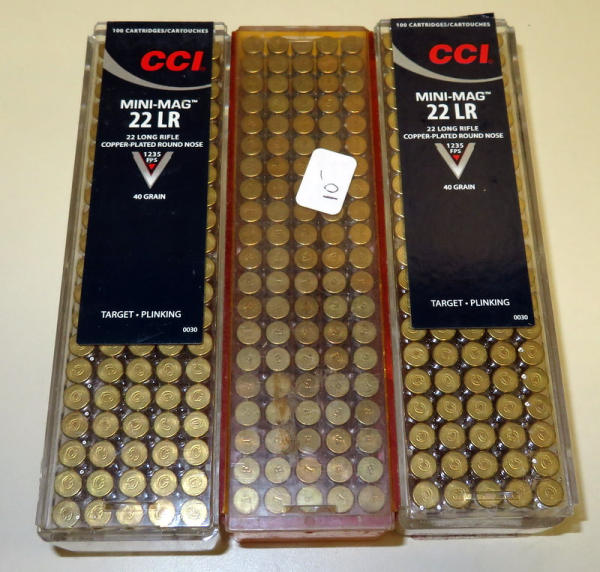 100 CARTRIDGES/CARTOUCHES
CCI
MINI-MAG™
22 LR
22 LONG RIFLE
COPPER-PLATED ROUND NOSE
1235
FPS
40 GRAIN
TARGET • PLINKING
0030
100 CARTRIDGES/CARTOUCHES
CCI
MINI-MAG™
22 LR
22 LONG RIFLE
COPPER-PLATED ROUND NOSE
1235
FPS
40 GRAIN
TARGET • PLINKING
0030